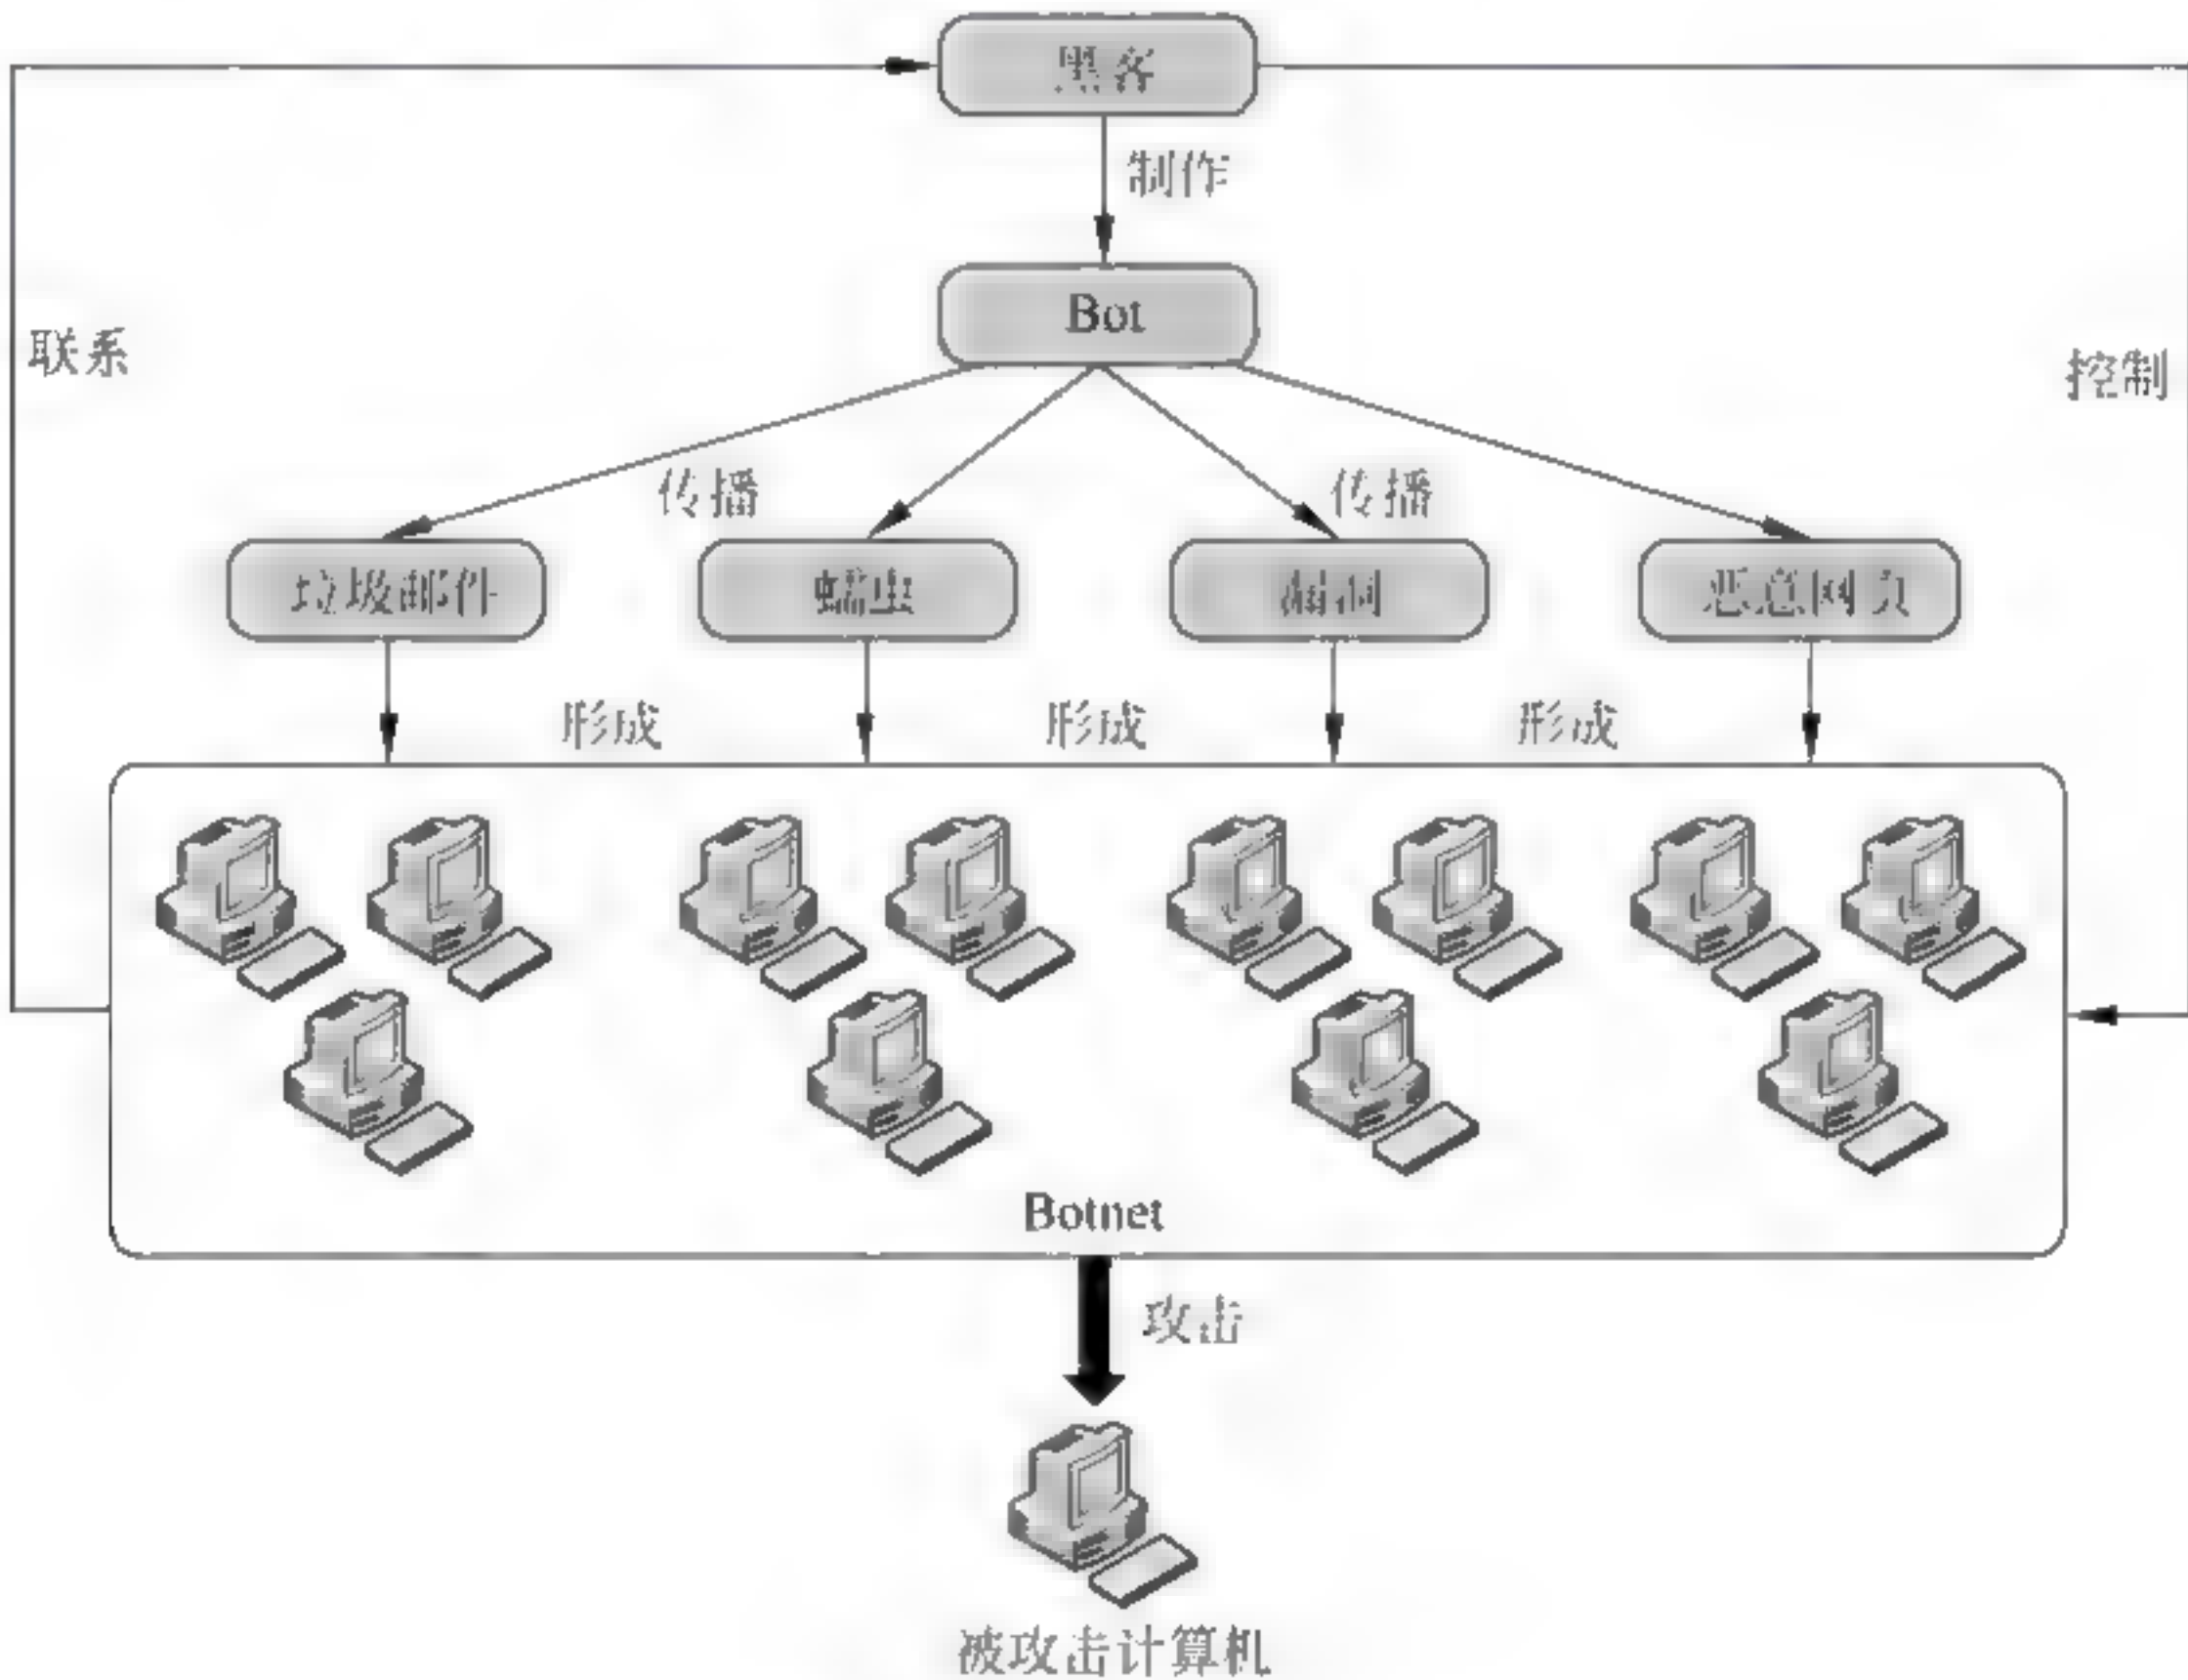 黑客
制作
Bot
联系
控制
传播
传播
垃圾邮件
蠕虫
漏洞
恶意网页
形成
形成
形成
Botnet
攻击
被攻击计算机